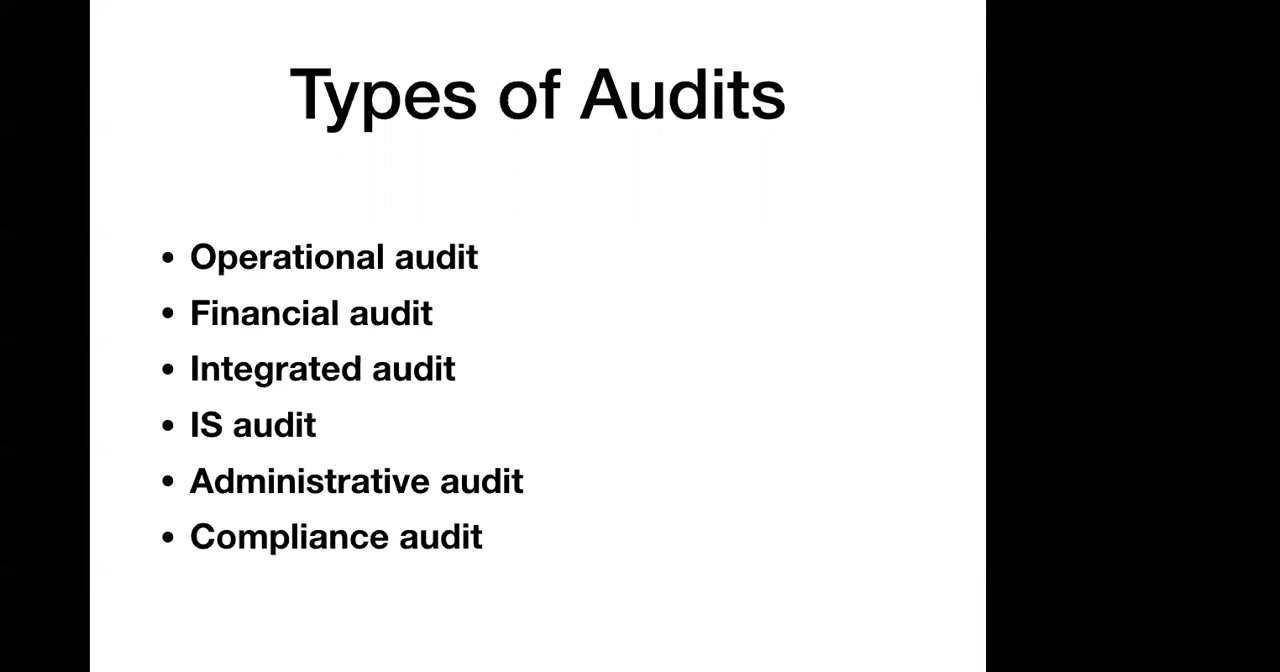 Types of Audits
• Operational audit
• Financial audit
• Integrated audit
• IS audit
• Administrative audit
• Compliance audit